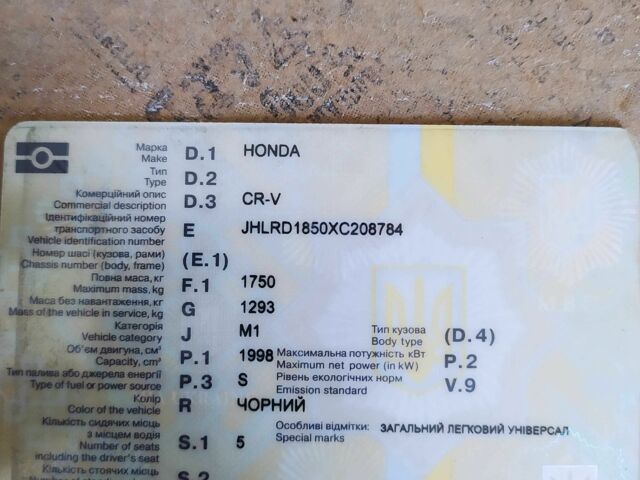 Марка
Make D.1 HONDA
Тип
Type D.2
Комерційний опис
Commercial description D.3 CR-V
Ідентифікаційний номер
транспортного засобу
Vehicle identification number E JHLRD1850XC208784
Номер шасі (кузова, рами)
Chassis number (body, frame) (E.1)
Повна маса, кг
Maximum mass, kg F.1 1750
Маса без навантаження, кг
Mass of the vehicle in service, kg G 1293
Категорія
Vehicle category J M1
Тип кузова
Body type (D.4)
Об'єм двигуна, см³
Capacity, cm³ P.1 1998
Максимальна потужність кВт
Maximum net power (in kW) P.2
Тип палива або джерела енергії
Type of fuel or power source P.3 S
Рівень екологічних норм
Emission standard V.9
Колір
Color of the vehicle R ЧОРНИЙ
Кількість сидячих місць
з місцем водія
Number of seats
including the driver's seat S.1 5
Особливі відмітки: ЗАГАЛЬНИЙ ЛЕГКОВИЙ УНІВЕРСАЛ
Special marks
Кількість стоячих місць
S.2